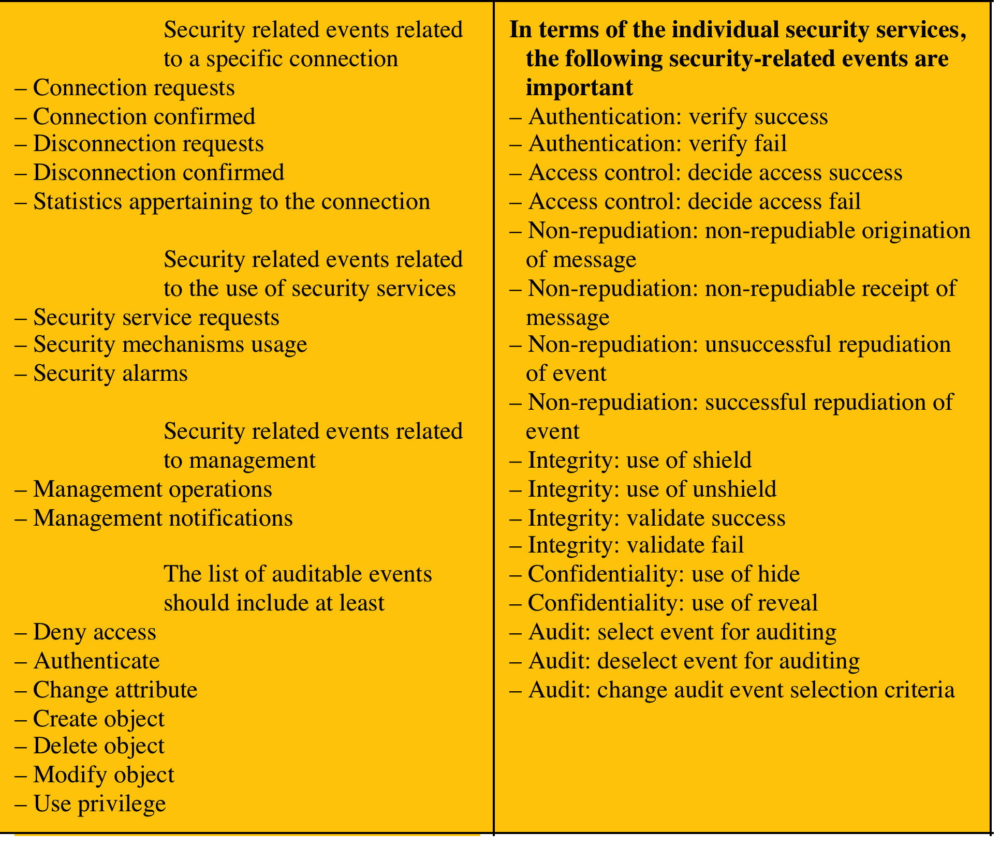 Security related events related
to a specific connection
– Connection requests
– Connection confirmed
– Disconnection requests
– Disconnection confirmed
– Statistics appertaining to the connection
Security related events related
to the use of security services
– Security service requests
– Security mechanisms usage
– Security alarms
Security related events related
to management
– Management operations
– Management notifications
The list of auditable events
should include at least
– Deny access
– Authenticate
– Change attribute
– Create object
– Delete object
– Modify object
– Use privilege
In terms of the individual security services,
the following security-related events are
important
– Authentication: verify success
– Authentication: verify fail
– Access control: decide access success
– Access control: decide access fail
– Non-repudiation: non-repudiable origination
of message
– Non-repudiation: non-repudiable receipt of
message
– Non-repudiation: unsuccessful repudiation
of event
– Non-repudiation: successful repudiation of
event
– Integrity: use of shield
– Integrity: use of unshield
– Integrity: validate success
– Integrity: validate fail
– Confidentiality: use of hide
– Confidentiality: use of reveal
– Audit: select event for auditing
– Audit: deselect event for auditing
– Audit: change audit event selection criteria